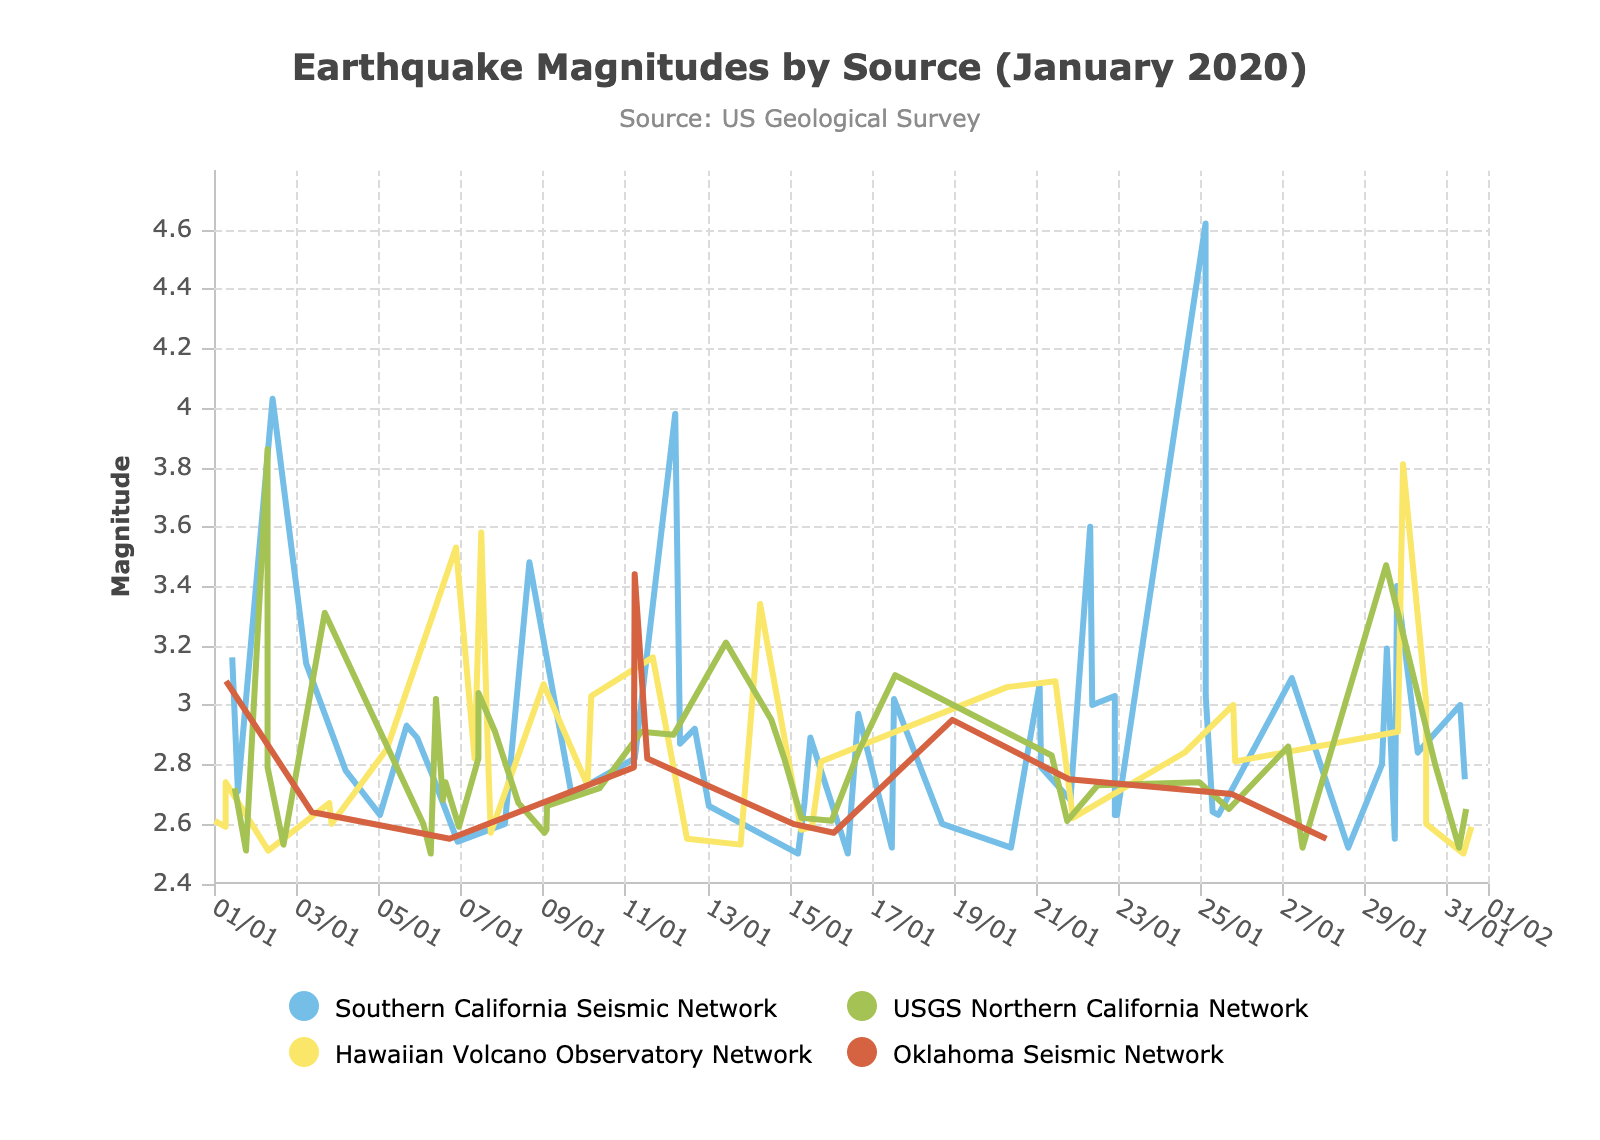 Earthquake Magnitudes by Source (January 2020)
Source: US Geological Survey
Magnitude
4.6
4.4
4.2
4
3.8
3.6
3.4
3.2
3
2.8
2.6
2.4
01/01 03/01 05/01 07/01 09/01 11/01 13/01 15/01 17/01 19/01 21/01 23/01 25/01 27/01 29/01 31/01 01/02
Southern California Seismic Network USGS Northern California Network
Hawaiian Volcano Observatory Network Oklahoma Seismic Network